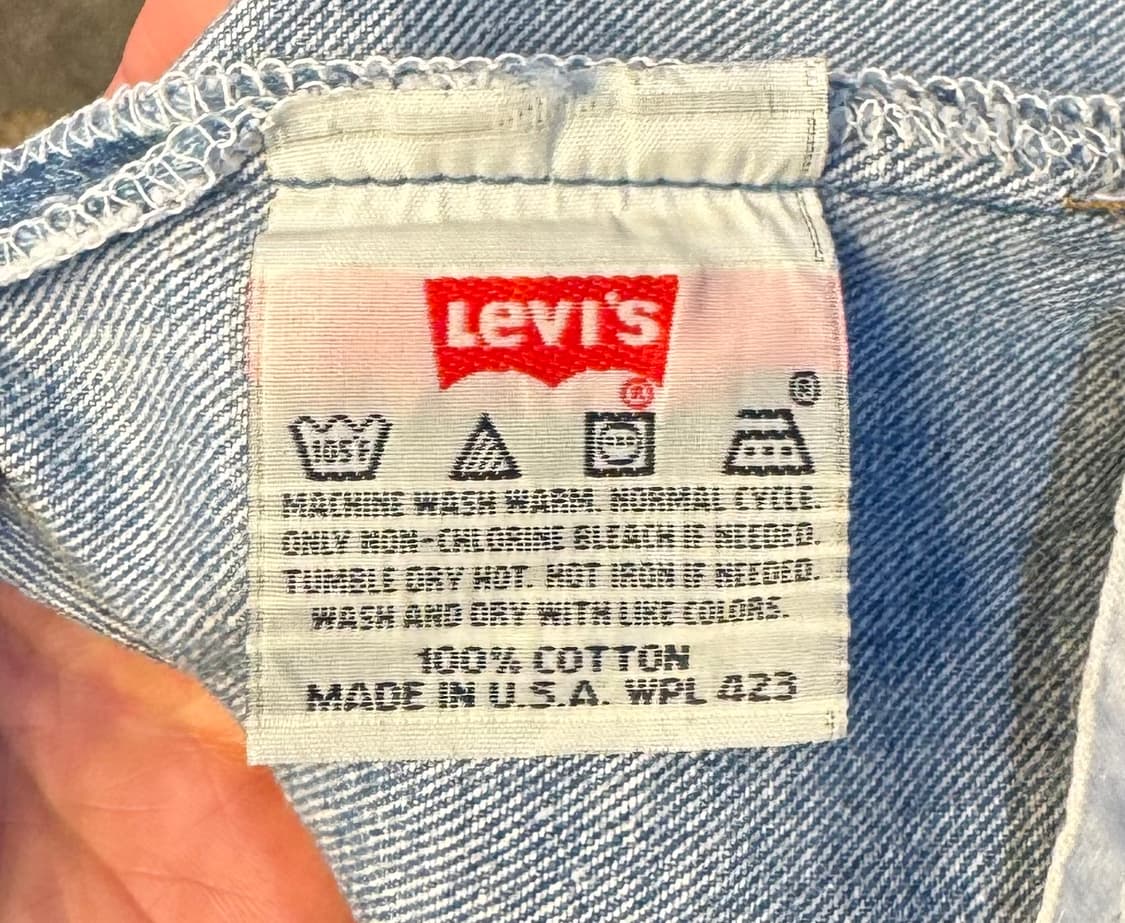 Levi's
®
®
105F
MACHINE WASH WARM. NORMAL CYCLE.
ONLY NON-CHLORINE BLEACH IF NEEDED.
TUMBLE DRY HOT. HOT IRON IF NEEDED.
WASH AND DRY WITH LIKE COLORS.
100% COTTON
MADE IN U.S.A. WPL 423